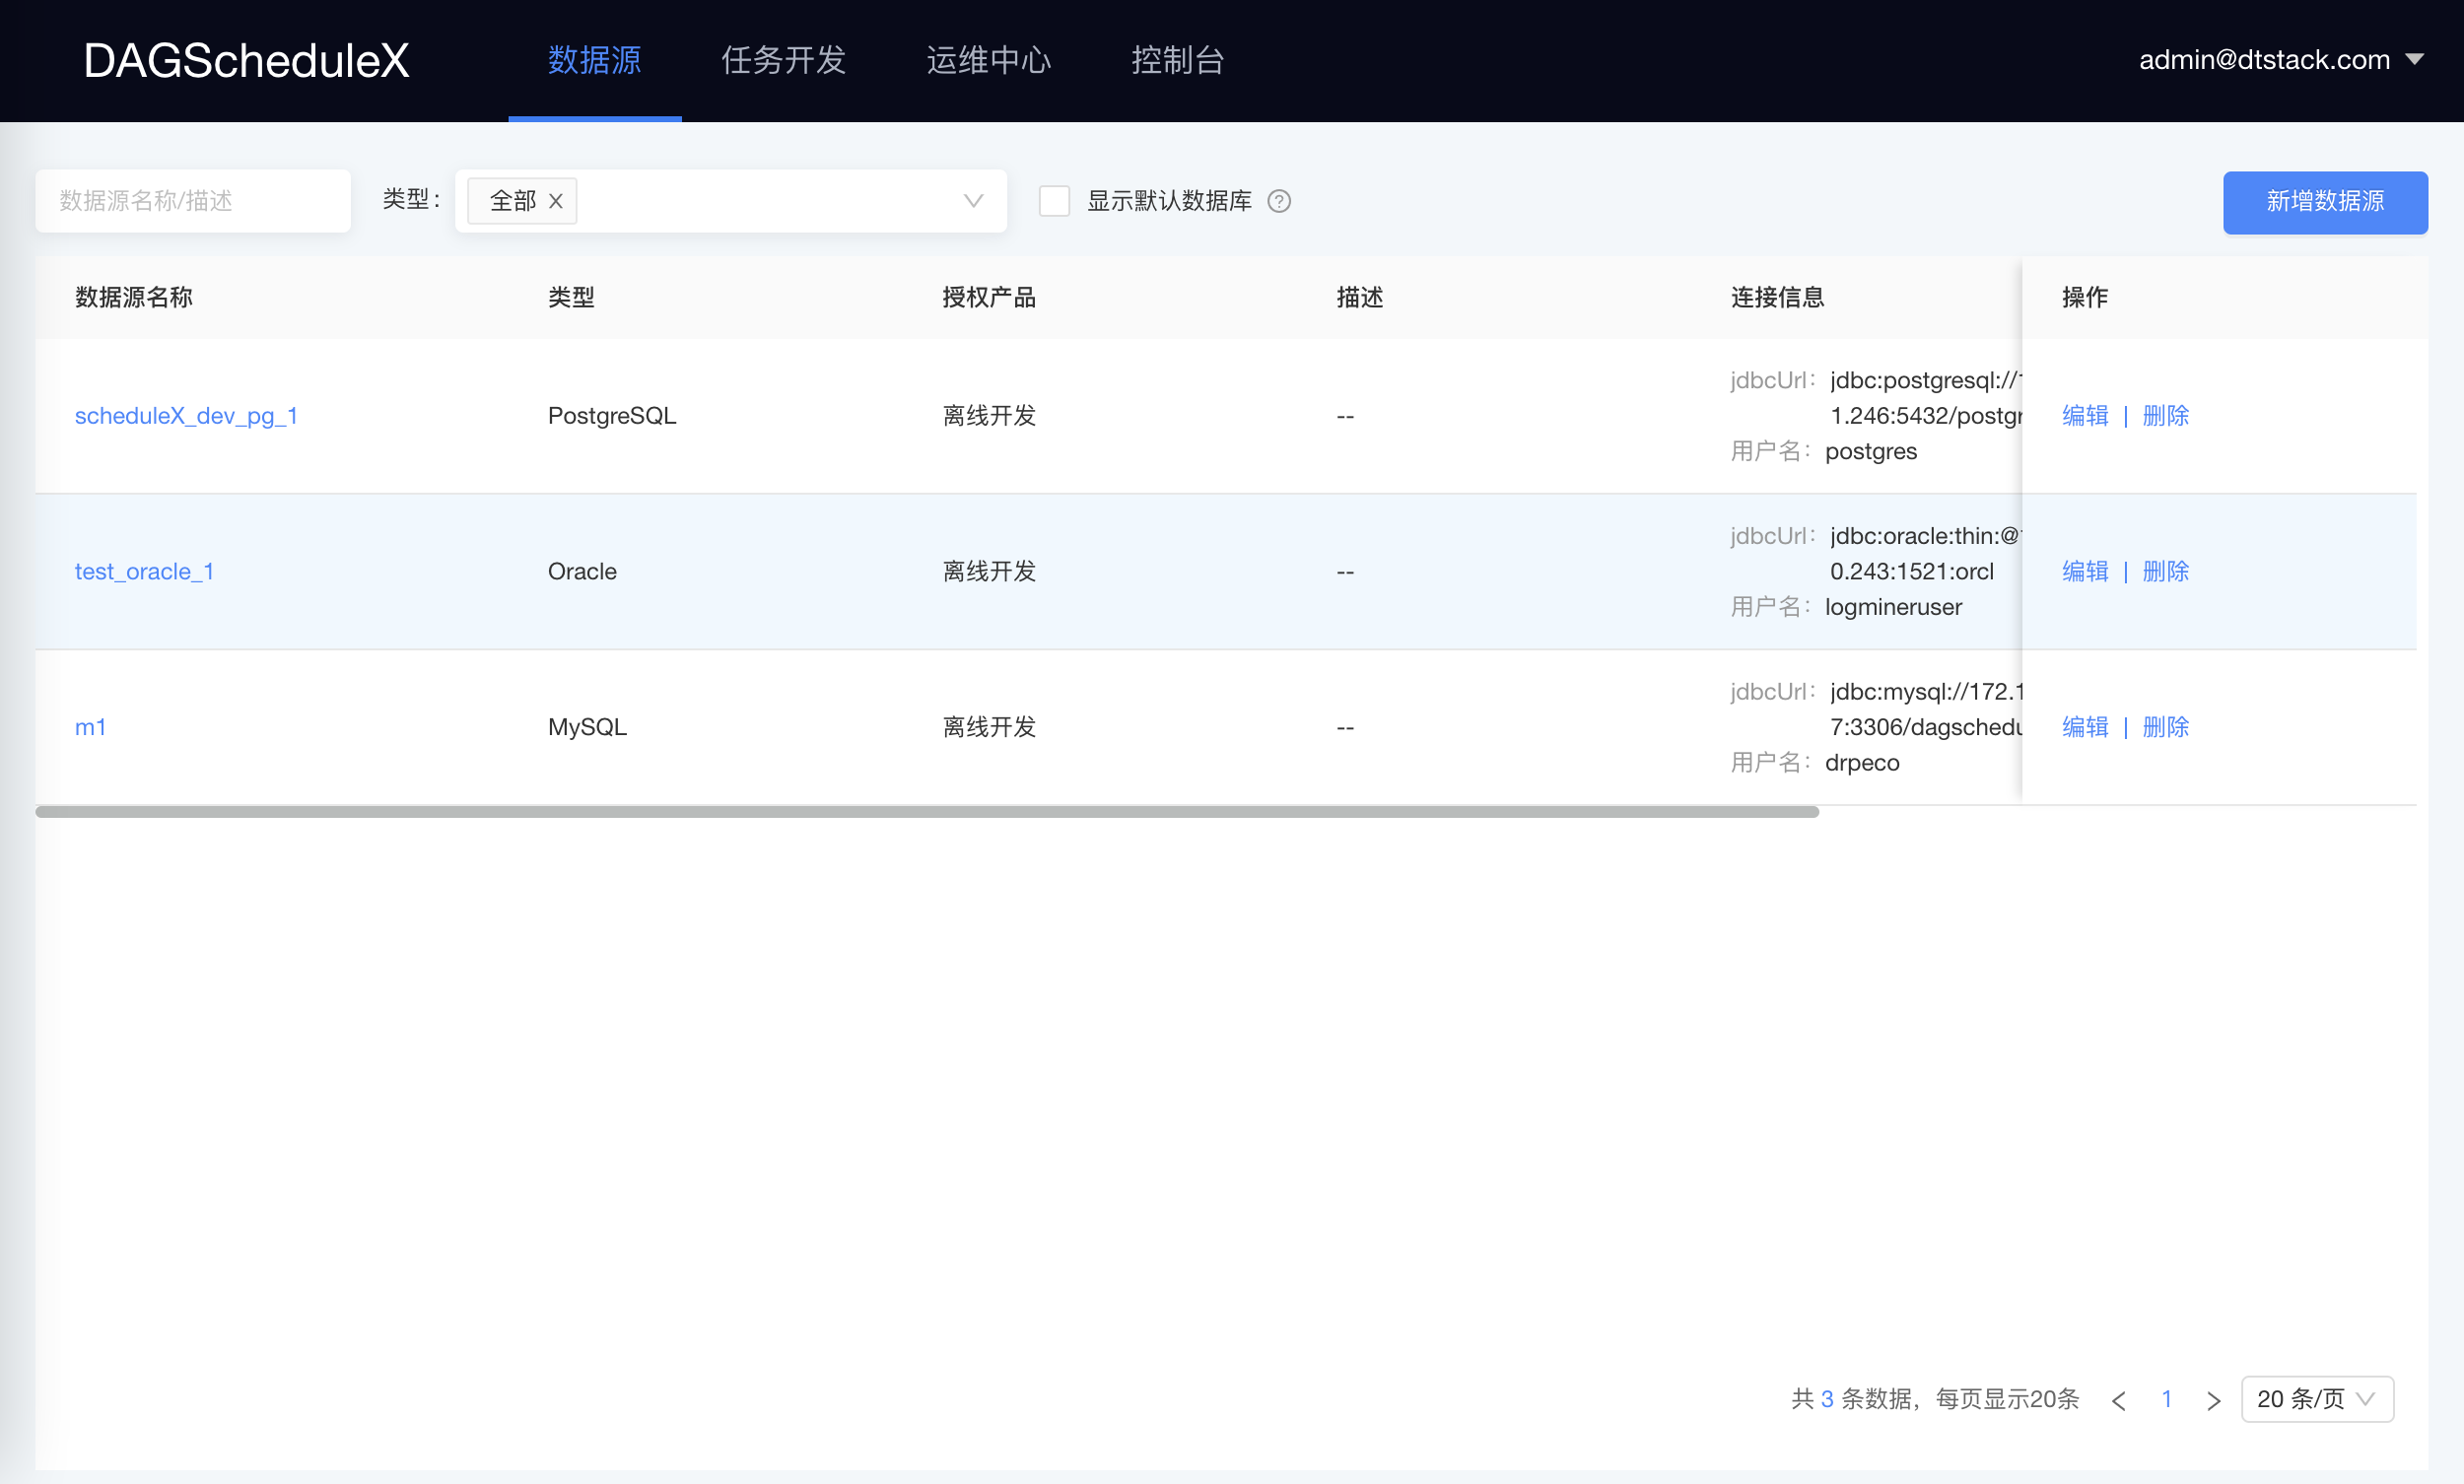 DAGScheduleX 数据源 任务开发 运维中心 控制台 admin@dtstack.com
数据源名称/描述 类型： 全部 显示默认数据库 新增数据源
数据源名称 类型 授权产品 描述 连接信息 操作
jdbcUrl： jdbc:postgresql://
scheduleX_dev_pg_1 PostgreSQL 离线开发 -- 1.246:5432/postgr 编辑 | 删除
用户名： postgres
jdbcUrl： jdbc:oracle:thin:@
test_oracle_1 Oracle 离线开发 -- 0.243:1521:orcl 编辑 | 删除
用户名： logmineruser
jdbcUrl： jdbc:mysql://172.1
m1 MySQL 离线开发 -- 7:3306/dagschedu 编辑 | 删除
用户名： drpeco
共 3 条数据，每页显示20条 < 1 > 20 条/页